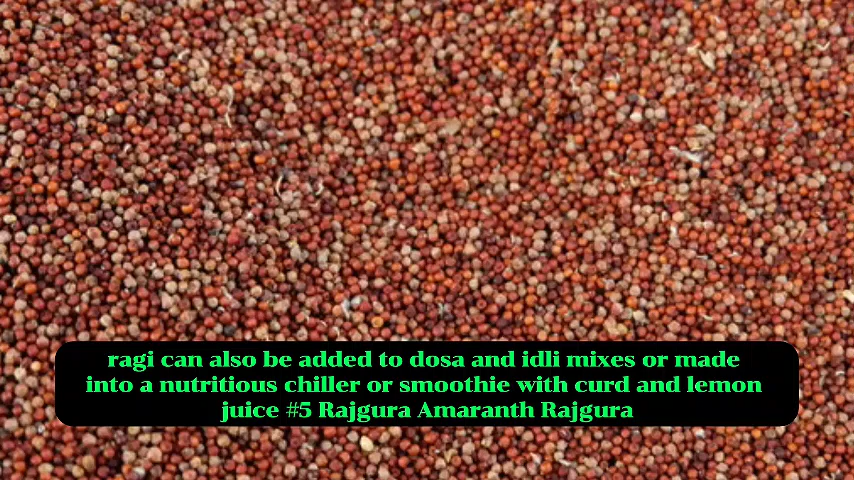 ragi can also be added to dosa and idli mixes or made
into a nutritious chiller or smoothie with curd and lemon
juice #5 Rajgura Amaranth Rajgura